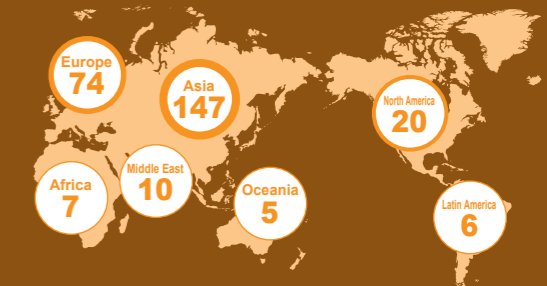 Europe
74
Asia
147
North America
20
Middle East
10
Africa
7
Oceania
5
Latin America
6